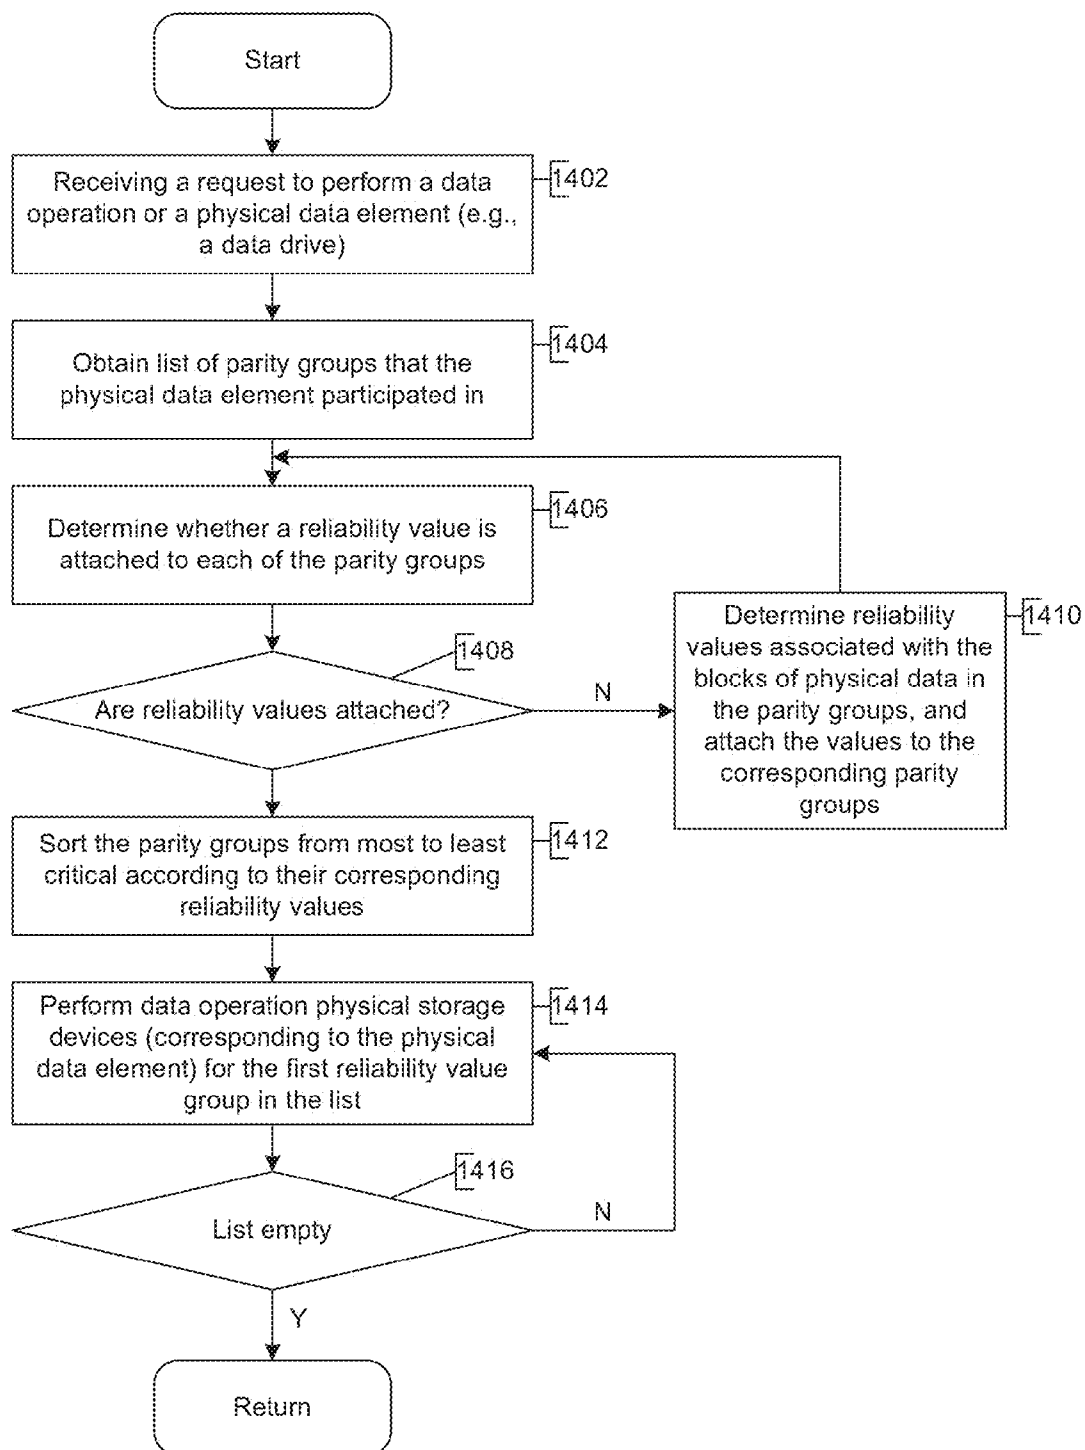 Start
Receiving a request to perform a data
operation or a physical data element (e.g.,
a data drive)
1402
Obtain list of parity groups that the
physical data element participated in
1404
Determine whether a reliability value is
attached to each of the parity groups
1406
Are reliability values attached?
1408
N
Determine reliability
values associated with the
blocks of physical data in
the parity groups, and
attach the values to the
corresponding parity
groups
1410
Sort the parity groups from most to least
critical according to their corresponding
reliability values
1412
Perform data operation physical storage
devices (corresponding to the physical
data element) for the first reliability value
group in the list
1414
List empty
1416
N
Y
Return